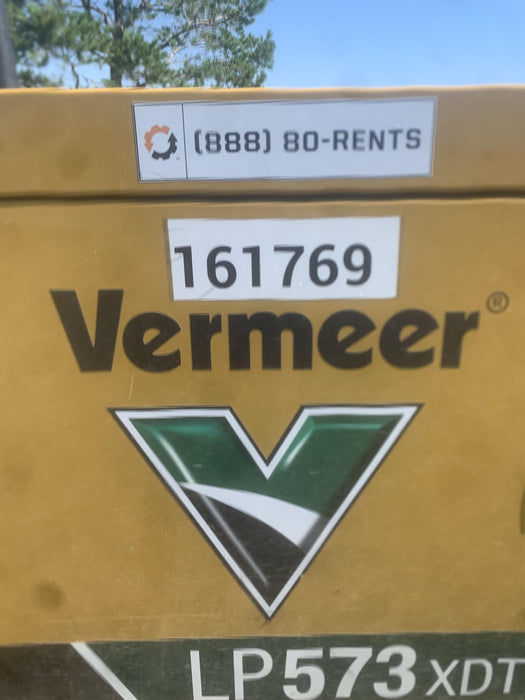 (888) 80-RENTS
161769
Vermeer®
LP573 XDT